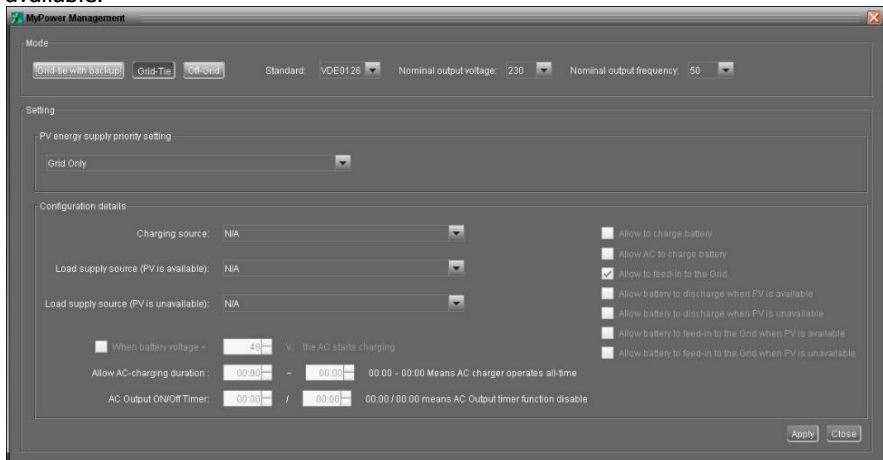 available.
MyPower Management
Mode
Grid-tie with backup Grid-Tie Off-Grid Standard: VDE0126 Nominal output voltage: 230 Nominal output frequency: 50
Setting
PV energy supply priority setting
Grid Only
Configuration details
Charging source: N/A
Load supply source (PV is available): N/A
Load supply source (PV is unavailable): N/A
Allow to charge battery
Allow AC to charge battery
Allow to feed-in to the Grid
Allow battery to discharge when PV is available
Allow battery to discharge when PV is unavailable
Allow battery to feed-in to the Grid when PV is available
Allow battery to feed-in to the Grid when PV is unavailable
When battery voltage < 48 V, the AC starts charging
Allow AC-charging duration : 00:00 ~ 00:00 00:00 - 00:00 Means AC charger operates all-time
AC Output ON/Off Timer: 00:00 / 00:00 00:00 / 00:00 means AC Output timer function disable
Apply Close